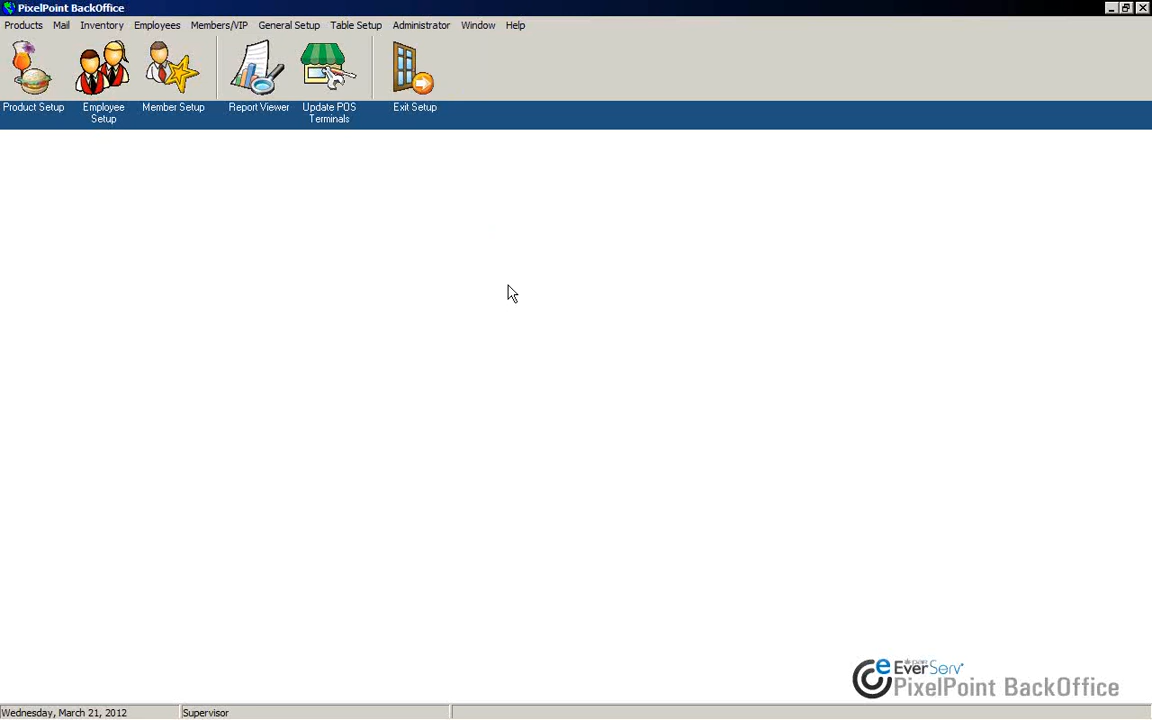 PixelPoint BackOffice
Products Mail Inventory Employees Members/VIP General Setup Table Setup Administrator Window Help
Product Setup
Employee
Setup
Member Setup
Report Viewer
Update POS
Terminals
Exit Setup
EverServ
PixelPoint BackOffice
Wednesday, March 21, 2012 Supervisor